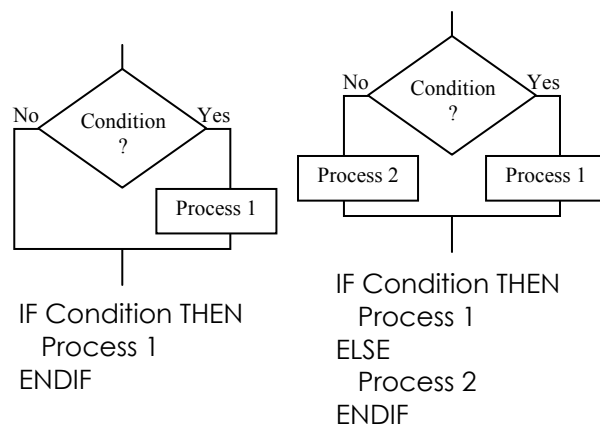 No
Condition
?
Yes
Process 1
IF Condition THEN
Process 1
ENDIF
No
Condition
?
Yes
Process 2
Process 1
IF Condition THEN
Process 1
ELSE
Process 2
ENDIF